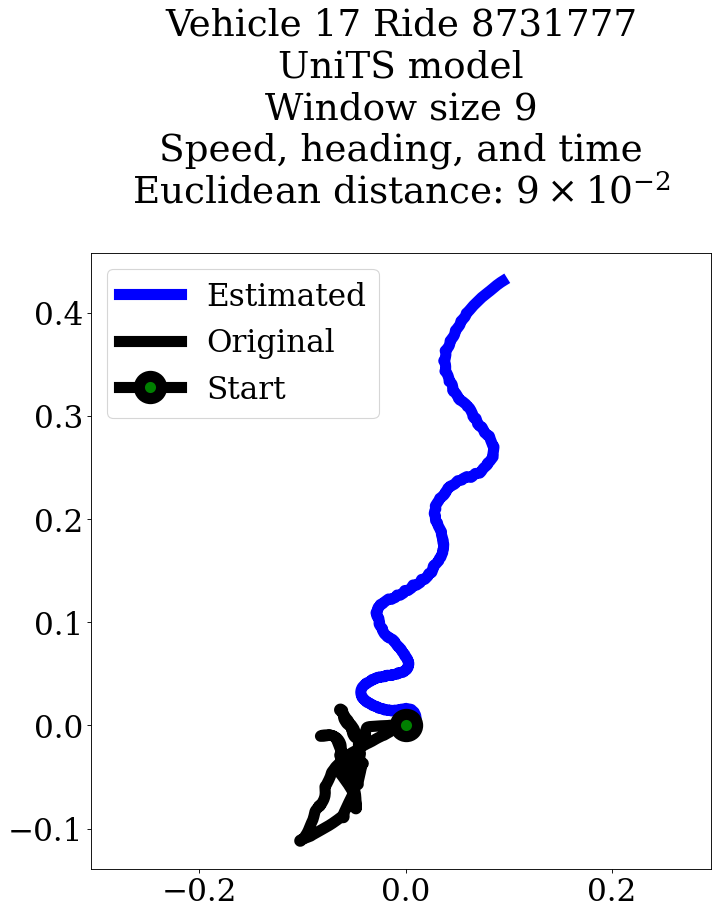 Vehicle 17 Ride 8731777
UniTS model
Window size 9
Speed, heading, and time
Euclidean distance: $9 \times 10^{-2}$
Estimated
Original
Start
0.4
0.3
0.2
0.1
0.0
−0.1
−0.2 0.0 0.2